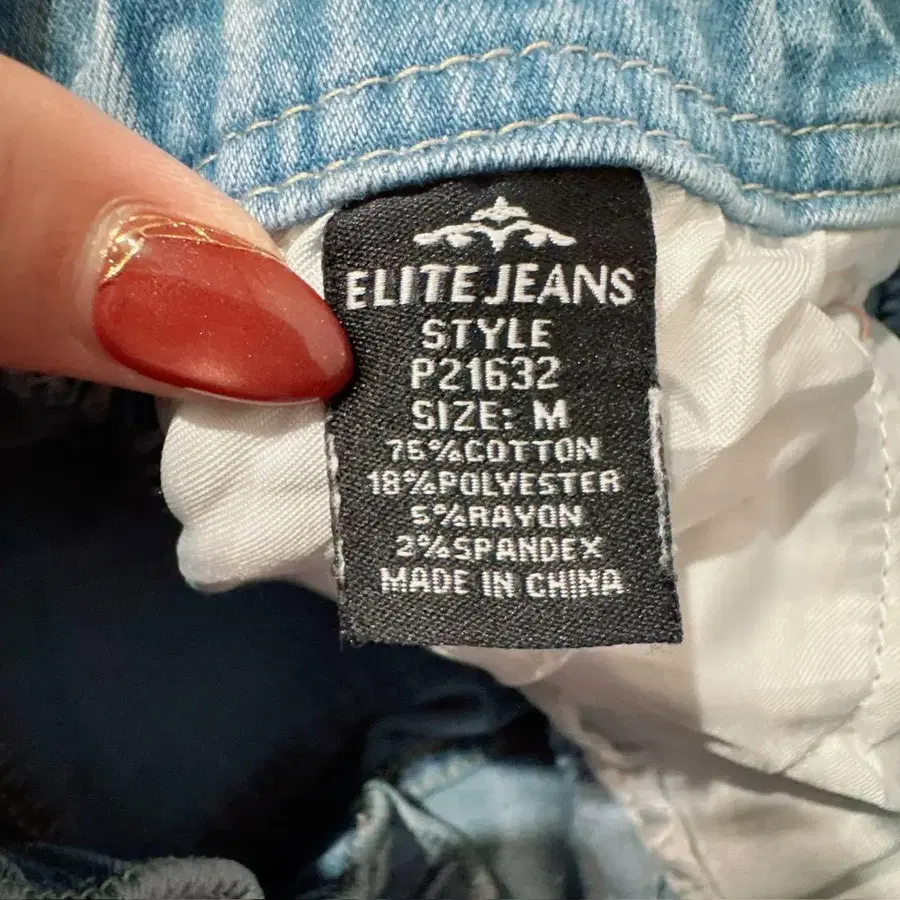 ELITE JEANS
STYLE
P21632
SIZE: M
75%COTTON
18%POLYESTER
5%RAYON
2%SPANDEX
MADE IN CHINA